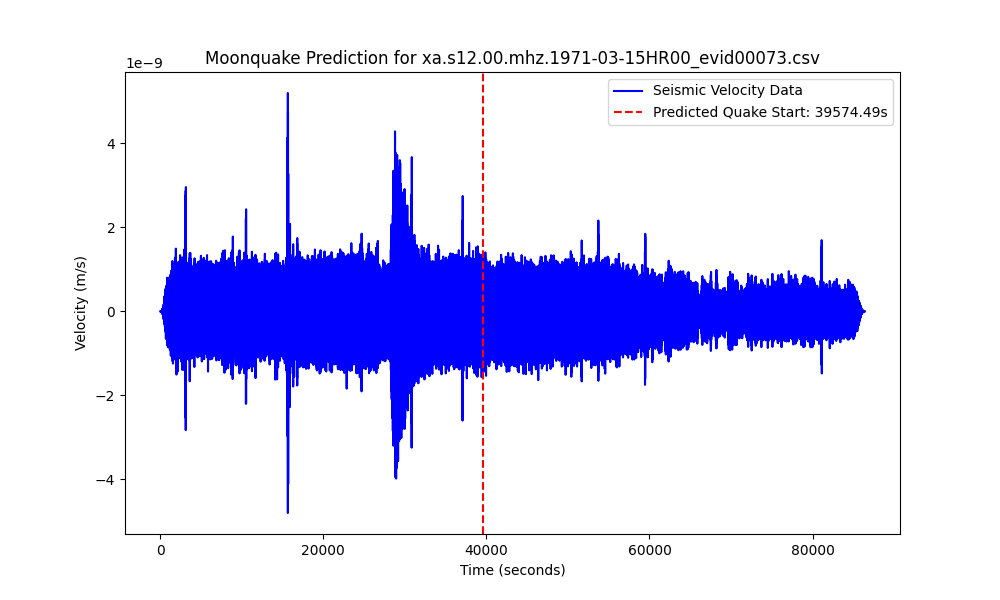 Moonquake Prediction for xa.s12.00.mhz.1971-03-15HR00_evid00073.csv
1e−9
Seismic Velocity Data
Predicted Quake Start: 39574.49s
4
2
0
−2
−4
Velocity (m/s)
0 20000 40000 60000 80000
Time (seconds)